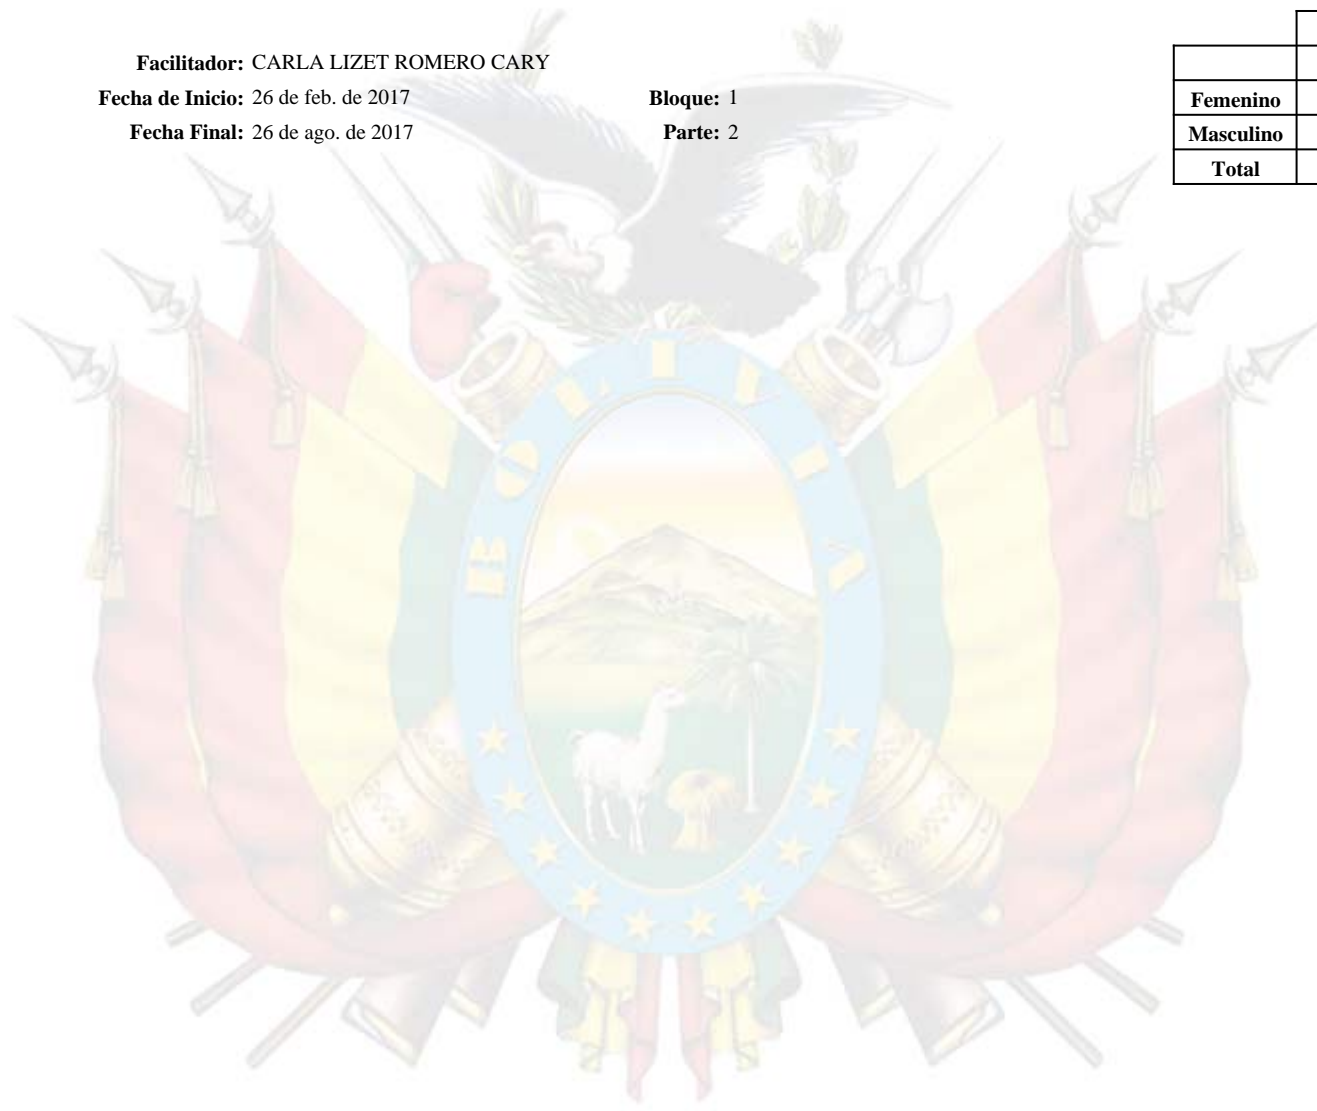 Facilitador: CARLA LIZET ROMERO CARY
Fecha de Inicio: 26 de feb. de 2017 Bloque: 1
Fecha Final: 26 de ago. de 2017 Parte: 2
Femenino
Masculino
Total
BOLIVIA